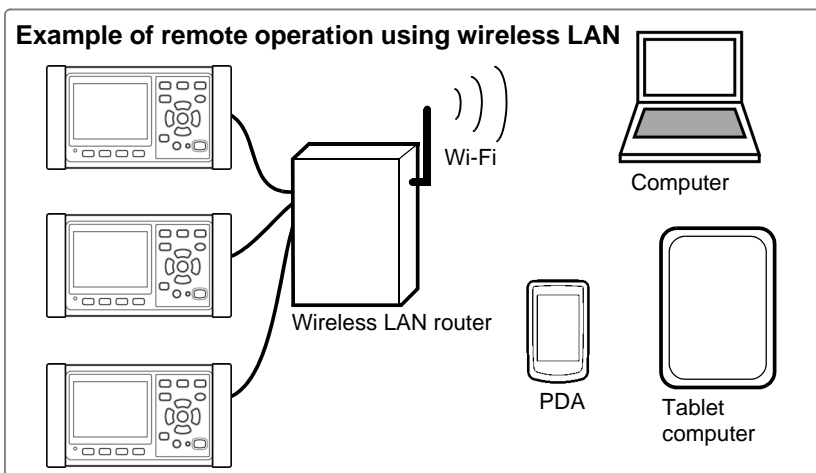 Example of remote operation using wireless LAN
Wi-Fi
Computer
Wireless LAN router
PDA
Tablet
computer